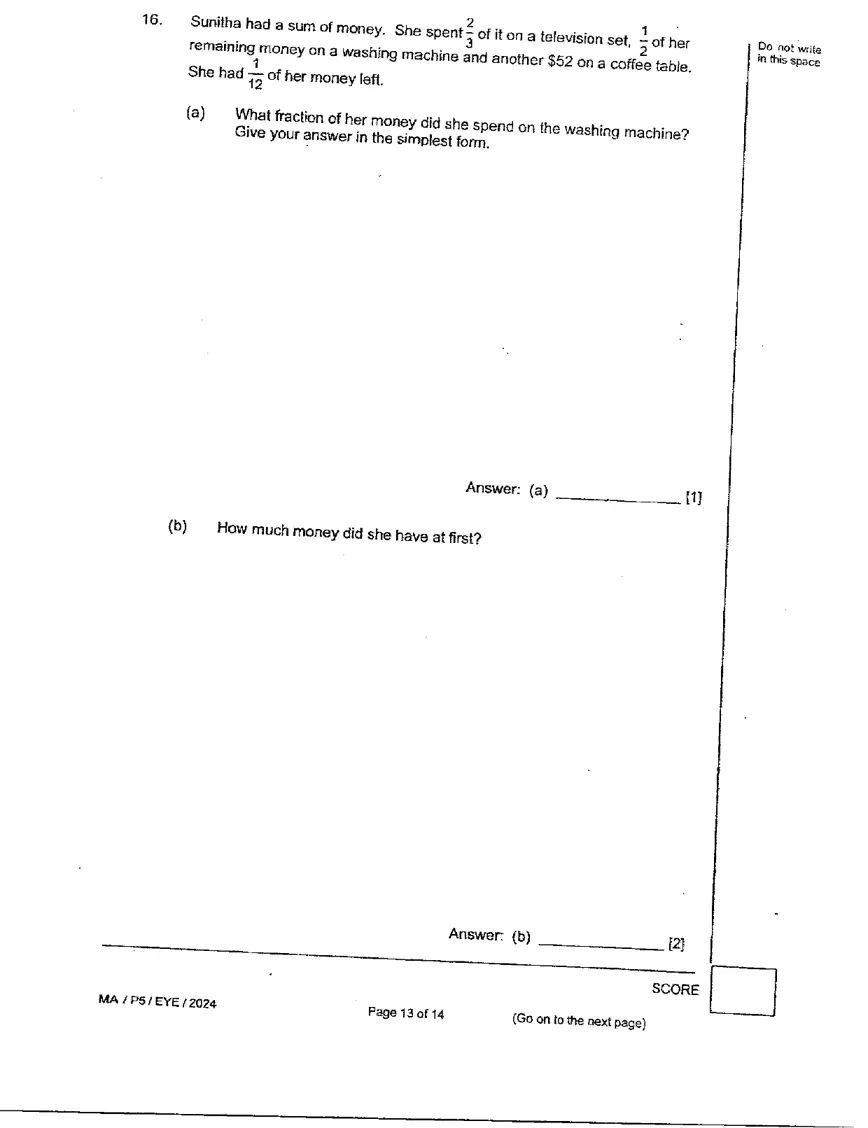 16. Sunitha had a sum of money. She spent 2/3 of it on a television set, 1/2 of her
remaining money on a washing machine and another $52 on a coffee table.
She had 1/12 of her money left.
Do not write
in this space
(a) What fraction of her money did she spend on the washing machine?
Give your answer in the simplest form.
Answer: (a) ____________ [1]
(b) How much money did she have at first?
Answer: (b) ____________ [2]
SCORE
MA / P5 / EYE / 2024
Page 13 of 14
(Go on to the next page)